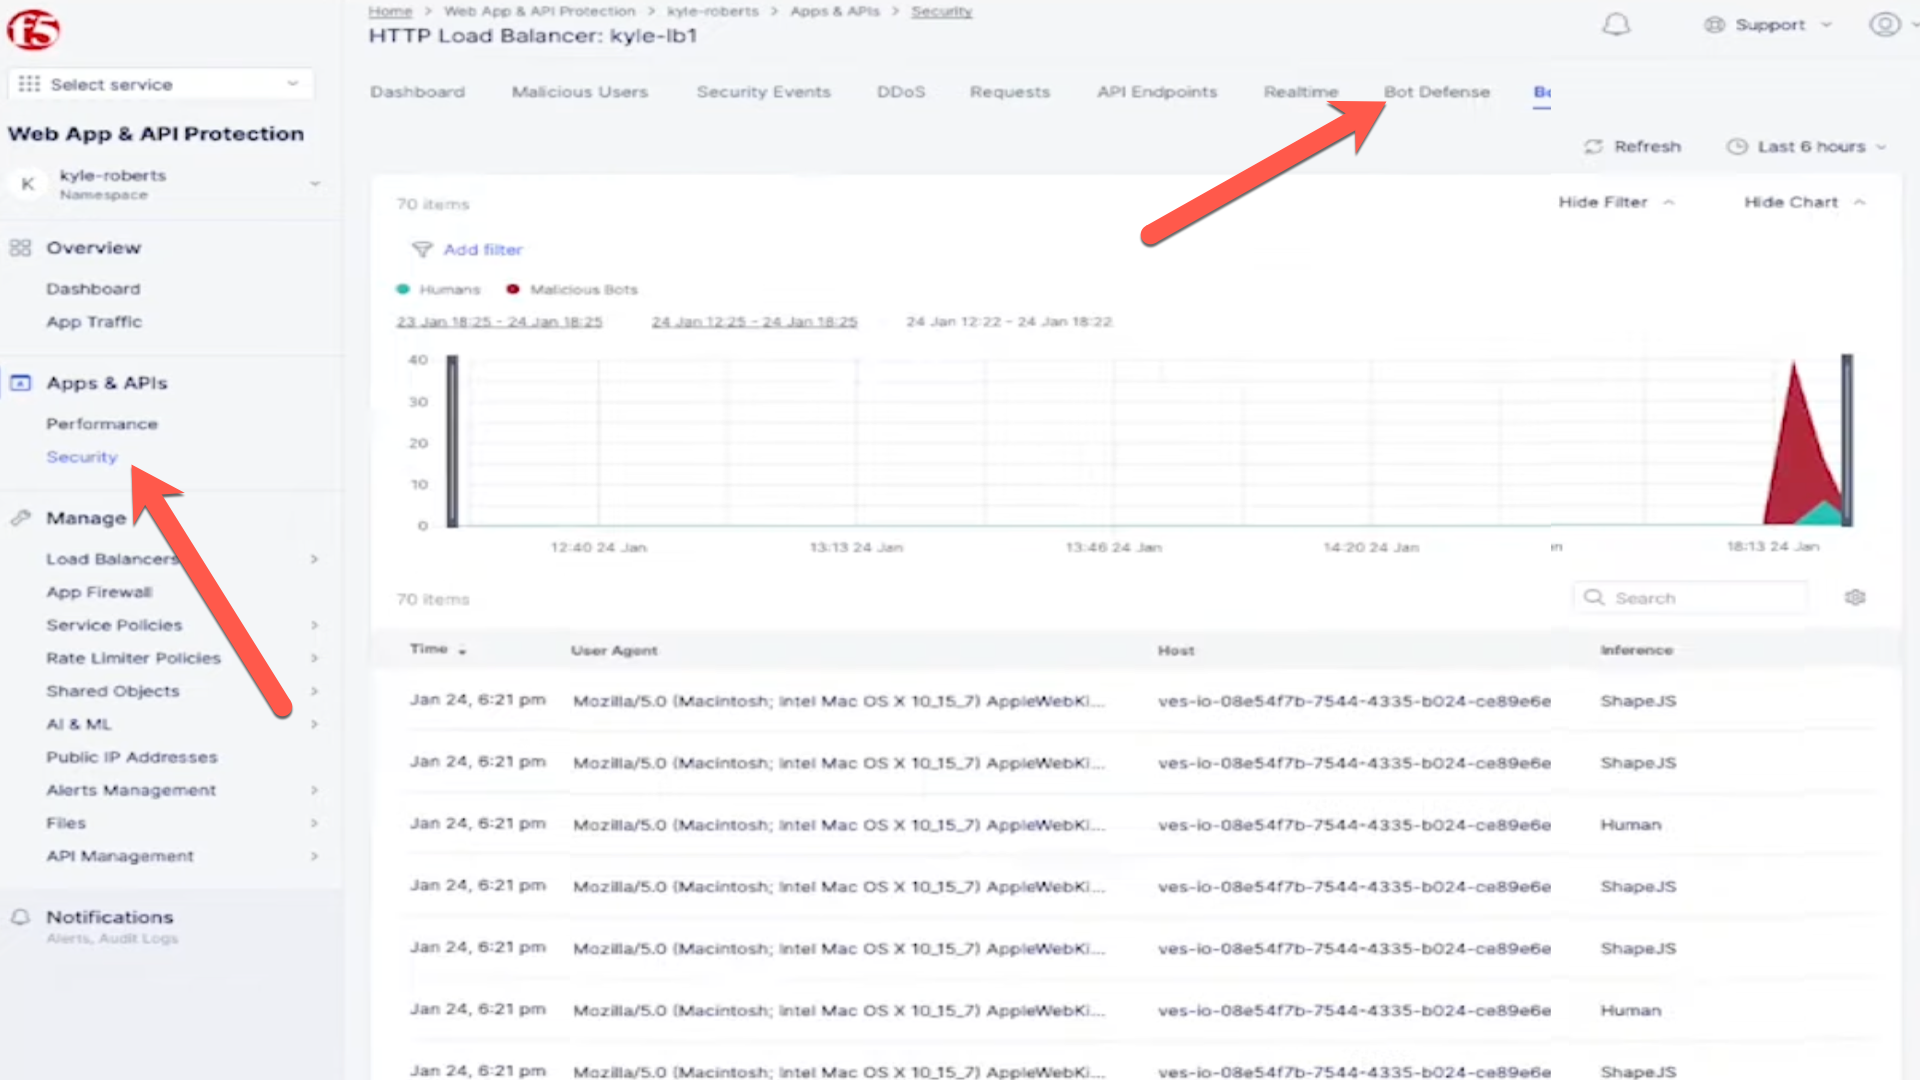 f5
Home > Web App & API Protection > kyle-roberts > Apps & APIs > Security
HTTP Load Balancer: kyle-lb1
Support
Select service
Dashboard Malicious Users Security Events DDoS Requests API Endpoints Realtime Bot Defense
Web App & API Protection
Refresh Last 6 hours
K kyle-roberts
Namespace
70 items Hide Filter Hide Chart
Add filter
Overview
Dashboard
App Traffic
Humans Malicious Bots
23 Jan 18:25 - 24 Jan 18:25 24 Jan 12:25 - 24 Jan 18:25 24 Jan 12:22 - 24 Jan 18:22
Apps & APIs
Performance
Security
40
30
20
10
0
12:40 24 Jan 13:13 24 Jan 13:46 24 Jan 14:20 24 Jan 18:13 24 Jan
Manage
Load Balancers
App Firewall
Service Policies
Rate Limiter Policies
Shared Objects
AI & ML
Public IP Addresses
Alerts Management
Files
API Management
Notifications
Alerts, Audit Logs
70 items Search
Time User Agent Host Inference
Jan 24, 6:21 pm Mozilla/5.0 (Macintosh; Intel Mac OS X 10_15_7) AppleWebKi... ves-io-08e54f7b-7544-4335-b024-ce89e6e ShapeJS
Jan 24, 6:21 pm Mozilla/5.0 (Macintosh; Intel Mac OS X 10_15_7) AppleWebKi... ves-io-08e54f7b-7544-4335-b024-ce89e6e ShapeJS
Jan 24, 6:21 pm Mozilla/5.0 (Macintosh; Intel Mac OS X 10_15_7) AppleWebKi... ves-io-08e54f7b-7544-4335-b024-ce89e6e Human
Jan 24, 6:21 pm Mozilla/5.0 (Macintosh; Intel Mac OS X 10_15_7) AppleWebKi... ves-io-08e54f7b-7544-4335-b024-ce89e6e ShapeJS
Jan 24, 6:21 pm Mozilla/5.0 (Macintosh; Intel Mac OS X 10_15_7) AppleWebKi... ves-io-08e54f7b-7544-4335-b024-ce89e6e ShapeJS
Jan 24, 6:21 pm Mozilla/5.0 (Macintosh; Intel Mac OS X 10_15_7) AppleWebKi... ves-io-08e54f7b-7544-4335-b024-ce89e6e Human
Jan 24, 6:21 pm Mozilla/5.0 (Macintosh; Intel Mac OS X 10_15_7) AppleWebKi... ves-io-08e54f7b-7544-4335-b024-ce89e6e ShapeJS